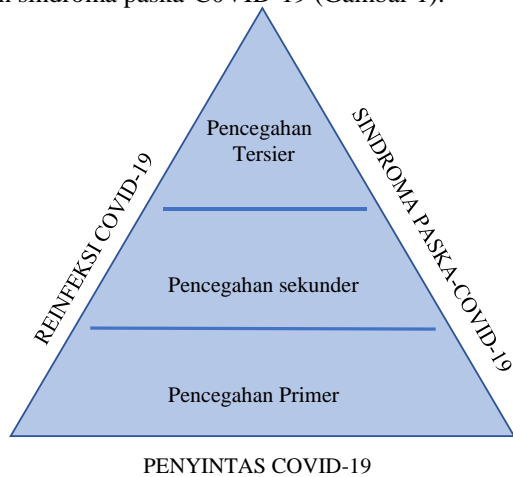 sindroma paska-COVID-19 (Gambar 1).
Pencegahan
Tersier
REINFEKSI COVID-19
SINDROMA PASKA-COVID-19
Pencegahan sekunder
Pencegahan Primer
PENYINTAS COVID-19